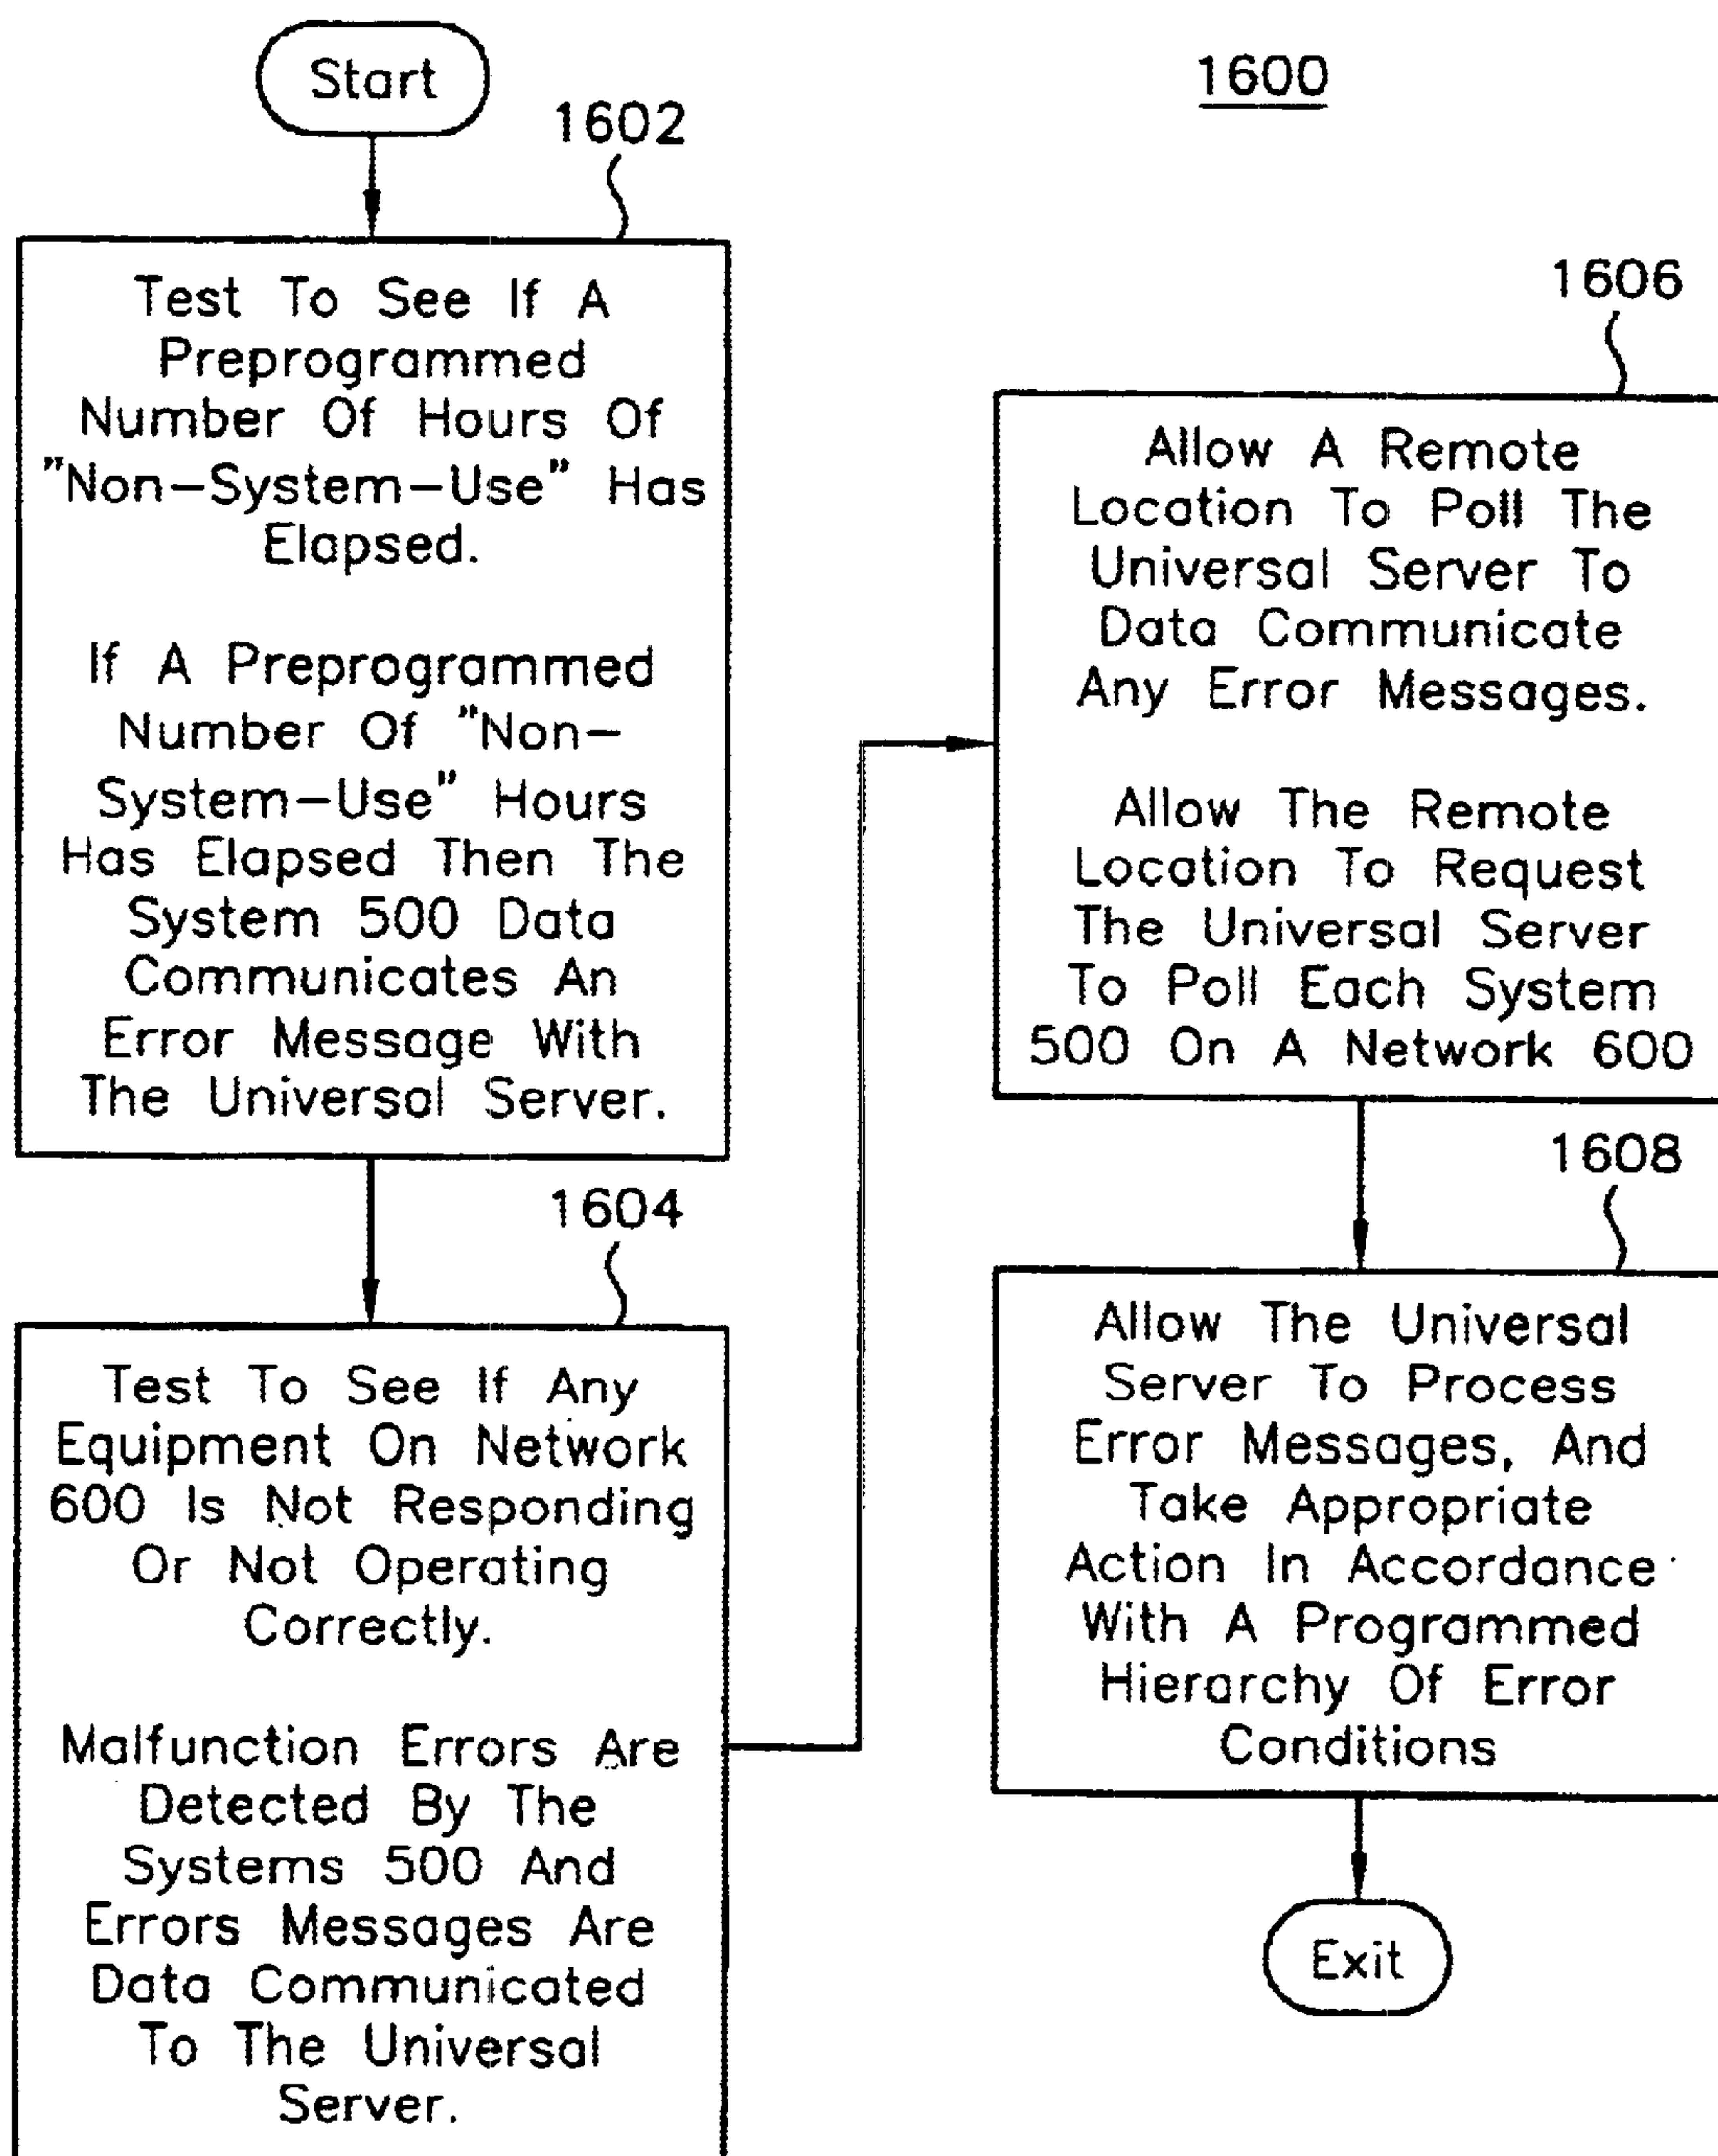 1600
Start
1602
Test To See If A
Preprogrammed
Number Of Hours Of
"Non-System-Use" Has
Elapsed.
If A Preprogrammed
Number Of "Non-
System-Use" Hours
Has Elapsed Then The
System 500 Data
Communicates An
Error Message With
The Universal Server.
1604
Test To See If Any
Equipment On Network
600 Is Not Responding
Or Not Operating
Correctly.
Malfunction Errors Are
Detected By The
Systems 500 And
Errors Messages Are
Data Communicated
To The Universal
Server.
1606
Allow A Remote
Location To Poll The
Universal Server To
Data Communicate
Any Error Messages.
Allow The Remote
Location To Request
The Universal Server
To Poll Each System
500 On A Network 600
1608
Allow The Universal
Server To Process
Error Messages, And
Take Appropriate
Action In Accordance
With A Programmed
Hierarchy Of Error
Conditions
Exit